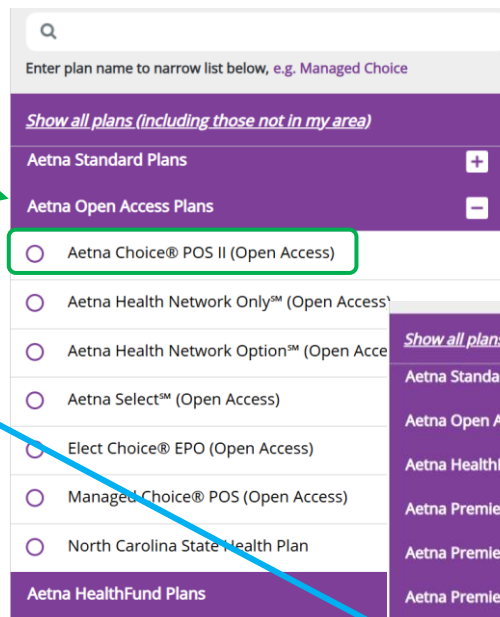 Enter plan name to narrow list below, e.g. Managed Choice
Show all plans (including those not in my area)
Aetna Standard Plans
Aetna Open Access Plans
Aetna Choice® POS II (Open Access)
Aetna Health Network Only℠ (Open Access)
Aetna Health Network Option℠ (Open Acce
Aetna Select℠ (Open Access)
Elect Choice® EPO (Open Access)
Managed Choice® POS (Open Access)
North Carolina State Health Plan
Aetna HealthFund Plans
Show all plans
Aetna Standa
Aetna Open A
Aetna Health
Aetna Premie
Aetna Premie
Aetna Premie